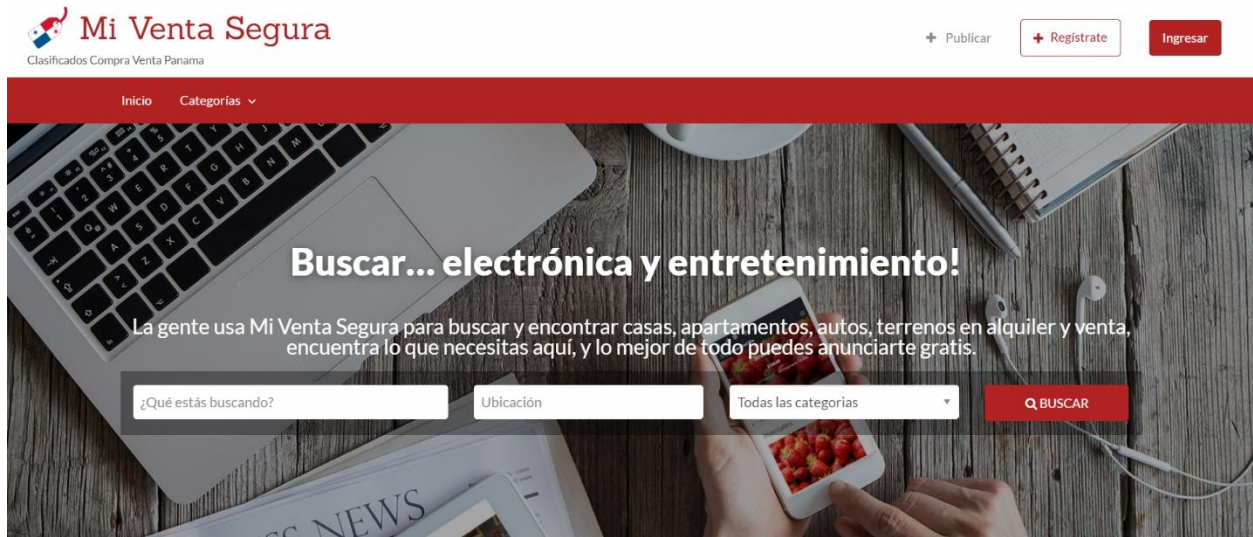 Mi Venta Segura
Clasificados Compra Venta Panama
+ Publicar
+ Regístrate
Ingresar
Inicio
Categorías
Buscar... electrónica y entretenimiento!
La gente usa Mi Venta Segura para buscar y encontrar casas, apartamentos, autos, terrenos en alquiler y venta,
encuentra lo que necesitas aquí, y lo mejor de todo puedes anunciarte gratis.
¿Qué estás buscando?
Ubicación
Todas las categorias
BUSCAR
NEWS